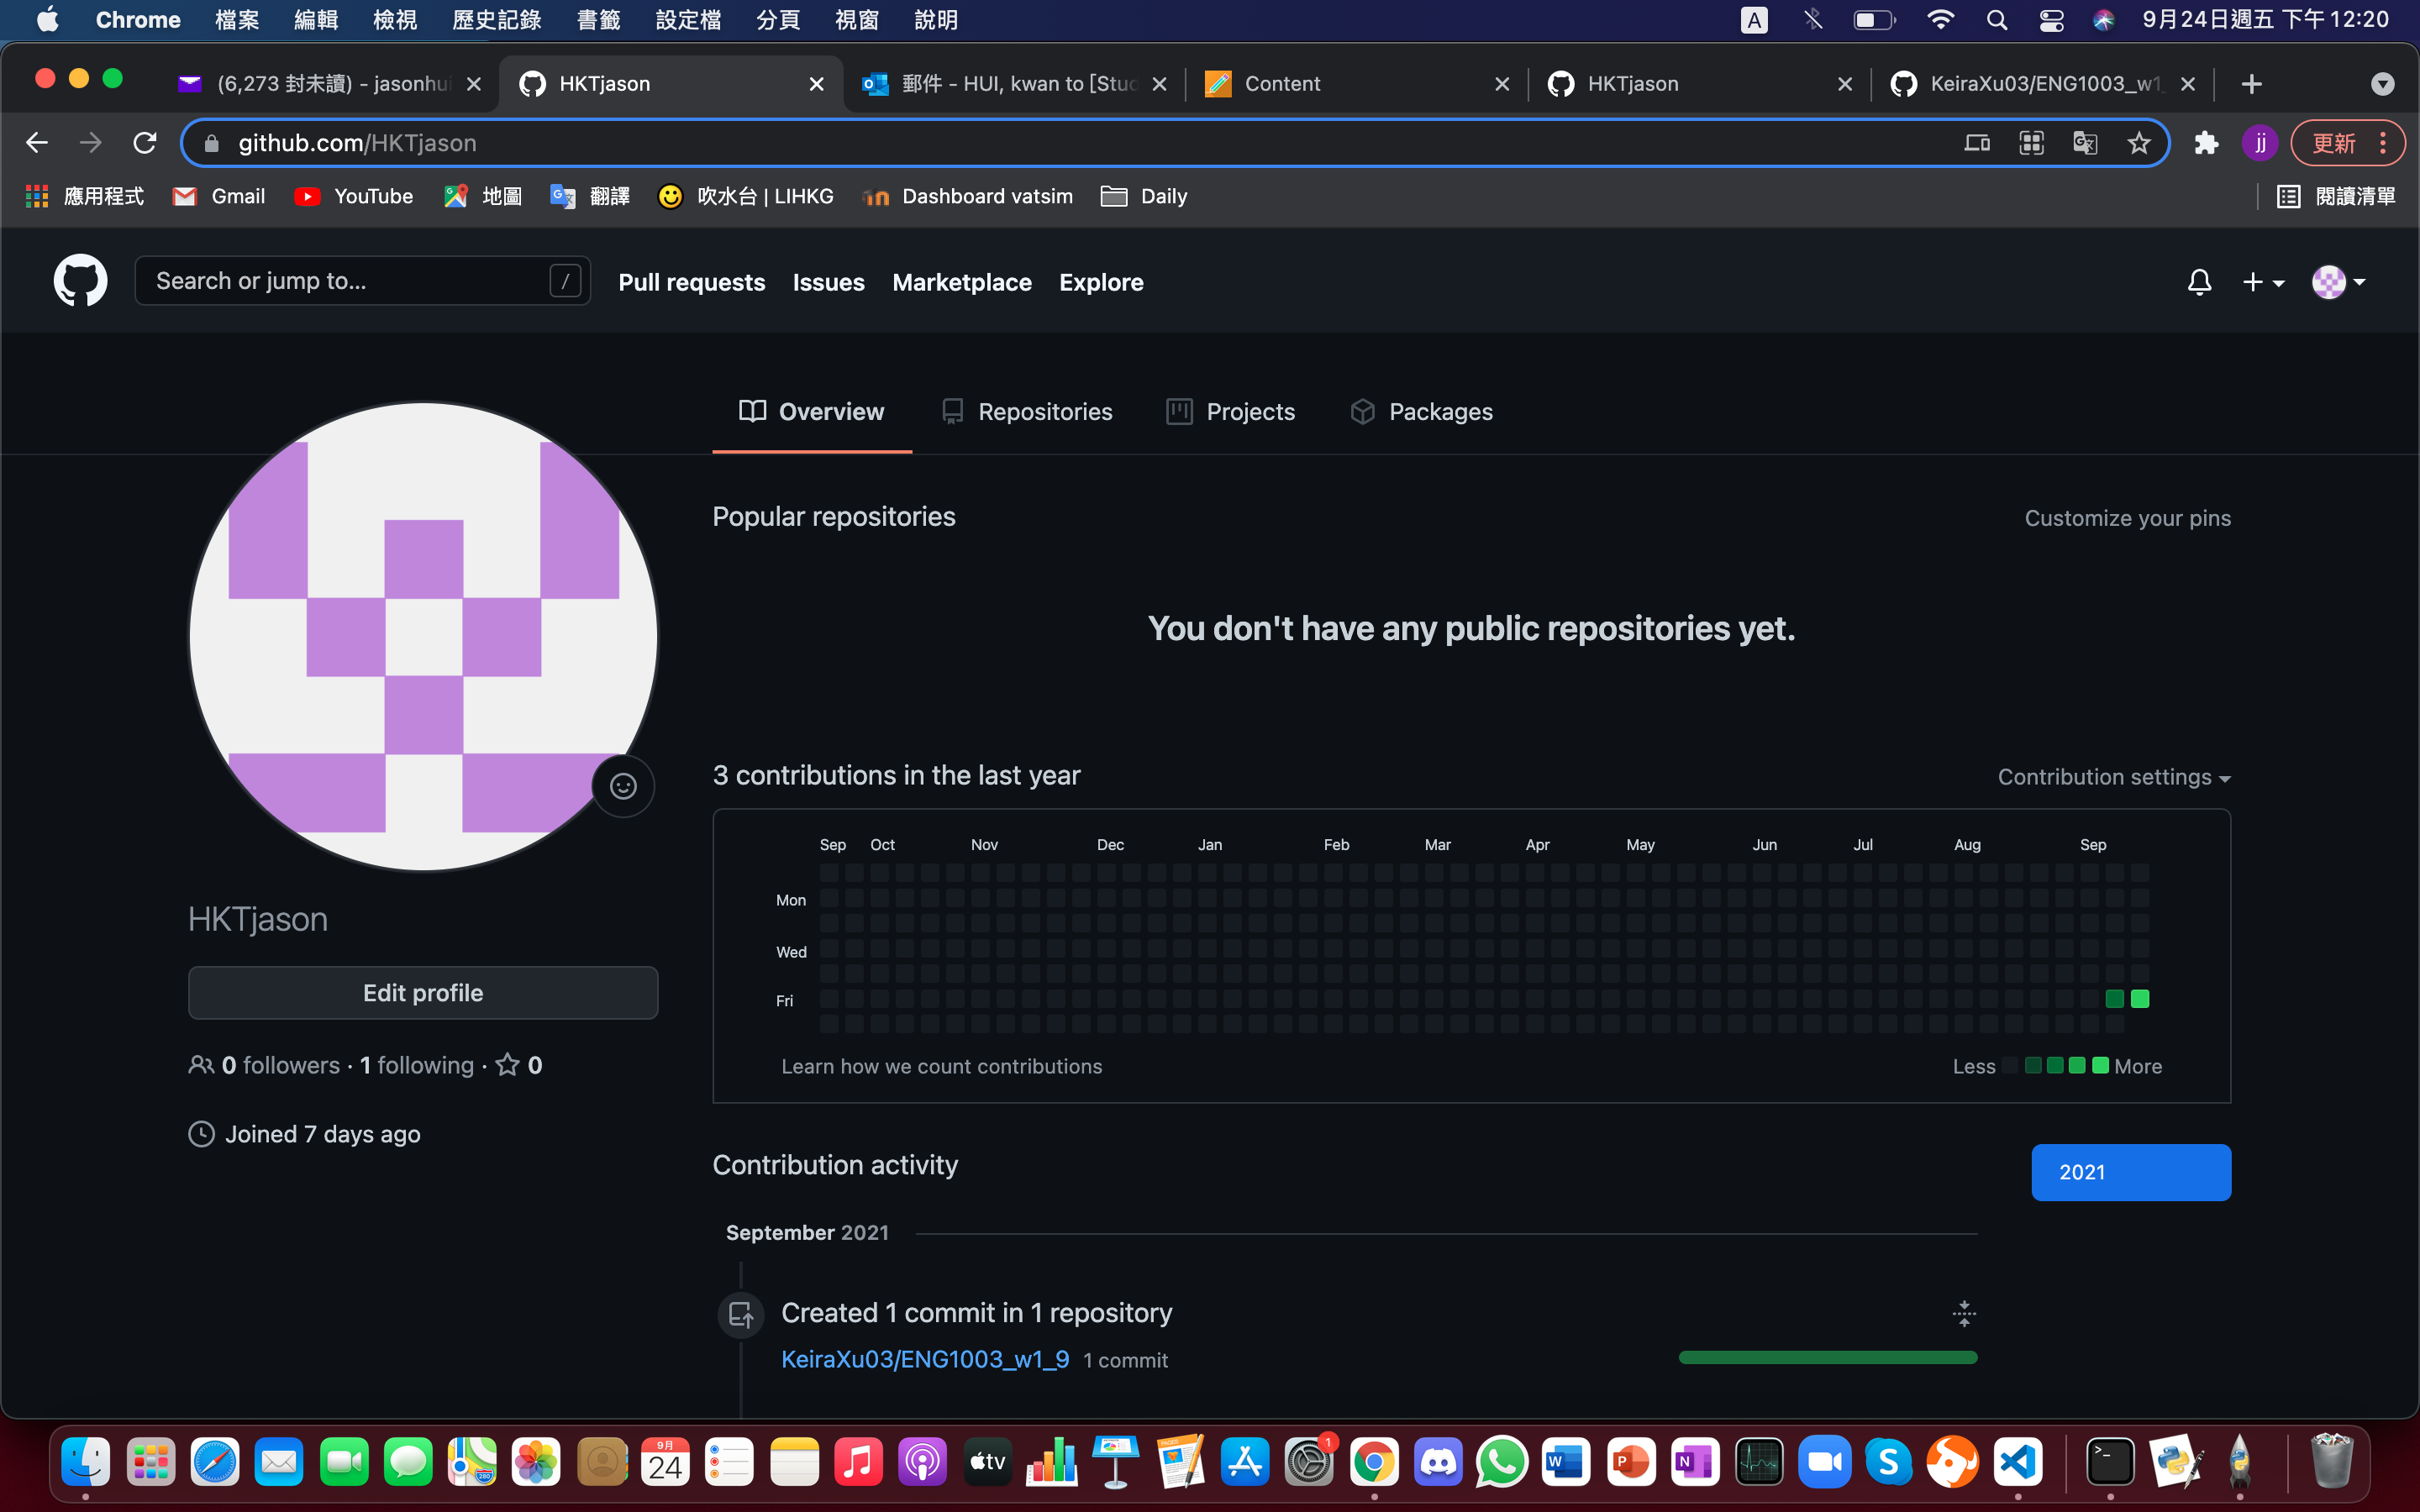 Chrome 檔案 編輯 檢視 歷史記錄 書籤 設定檔 分頁 視窗 說明 A 9月24日週五 下午12:20
(6,273 封未讀) - jasonhui HKTjason 郵件 - HUI, kwan to [Stud Content HKTjason KeiraXu03/ENG1003_w1_
github.com/HKTjason jj 更新
應用程式 Gmail YouTube 地圖 翻譯 吹水台 | LIHKG Dashboard vatsim Daily 閱讀清單
Search or jump to... / Pull requests Issues Marketplace Explore
Overview Repositories Projects Packages
Popular repositories Customize your pins
You don't have any public repositories yet.
3 contributions in the last year Contribution settings
Sep Oct Nov Dec Jan Feb Mar Apr May Jun Jul Aug Sep
Mon
Wed
Fri
Learn how we count contributions Less More
HKTjason
Edit profile
0 followers · 1 following · 0
Joined 7 days ago
Contribution activity 2021
September 2021
Created 1 commit in 1 repository
KeiraXu03/ENG1003_w1_9 1 commit
9月
24
280
tv
1
W
P
N
S
>_